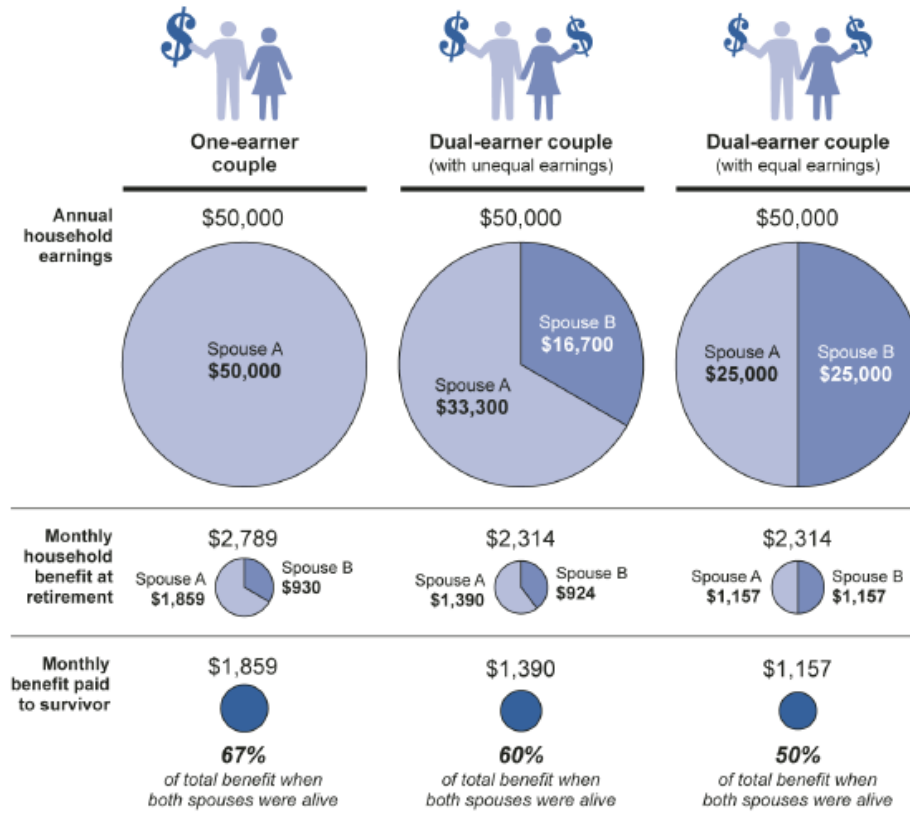 $
$
$
$
$
One-earner
couple
Dual-earner couple
(with unequal earnings)
Dual-earner couple
(with equal earnings)
Annual
household
earnings
$50,000
$50,000
$50,000
Spouse A
$50,000
Spouse A
$33,300
Spouse B
$16,700
Spouse A
$25,000
Spouse B
$25,000
Monthly
household
benefit at
retirement
$2,789
Spouse A
$1,859
Spouse B
$930
$2,314
Spouse A
$1,390
Spouse B
$924
$2,314
Spouse A
$1,157
Spouse B
$1,157
Monthly
benefit paid
to survivor
$1,859
67%
of total benefit when
both spouses were alive
$1,390
60%
of total benefit when
both spouses were alive
$1,157
50%
of total benefit when
both spouses were alive